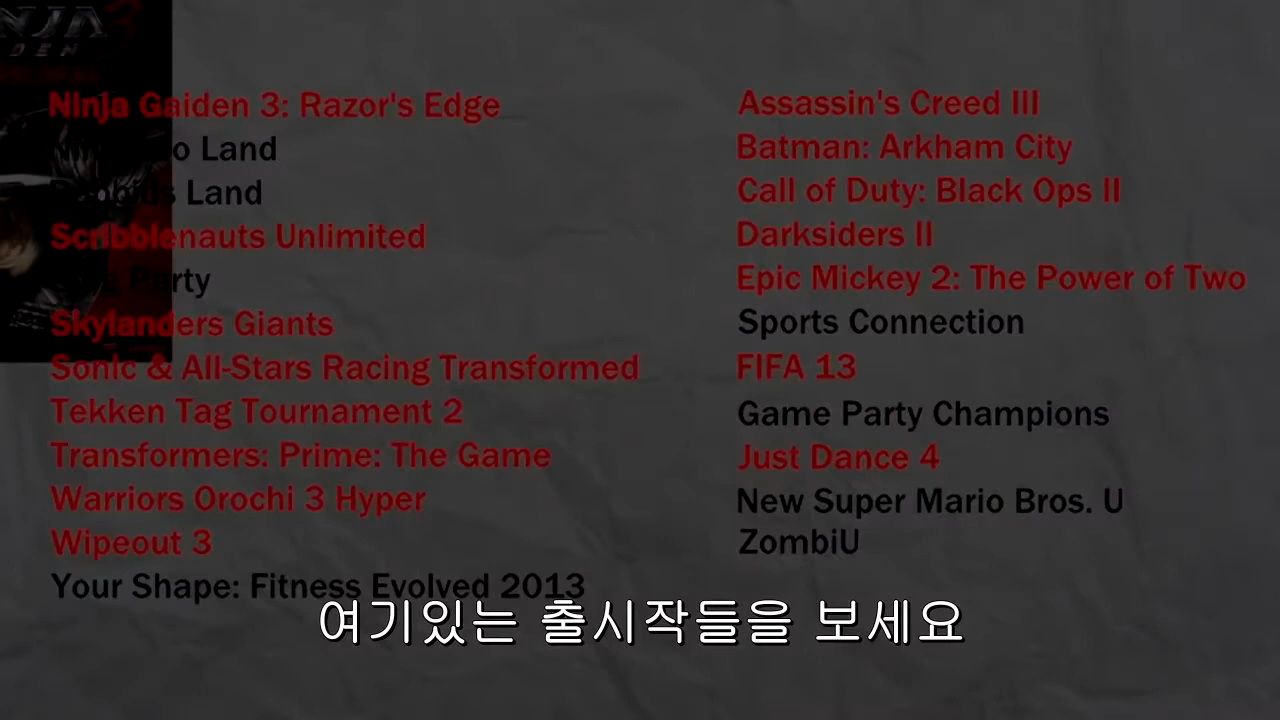 NINJA
Ninja Gaiden 3: Razor's Edge
Land
Land
Scribblenauts Unlimited
Party
Skylanders Giants
Sonic & All-Stars Racing Transformed
Tekken Tag Tournament 2
Transformers: Prime: The Game
Warriors Orochi 3 Hyper
Wipeout 3
Your Shape: Fitness Evolved 2013
Assassin's Creed III
Batman: Arkham City
Call of Duty: Black Ops II
Darksiders II
Epic Mickey 2: The Power of Two
Sports Connection
FIFA 13
Game Party Champions
Just Dance 4
New Super Mario Bros. U
ZombiU
여기있는 출시작들을 보세요